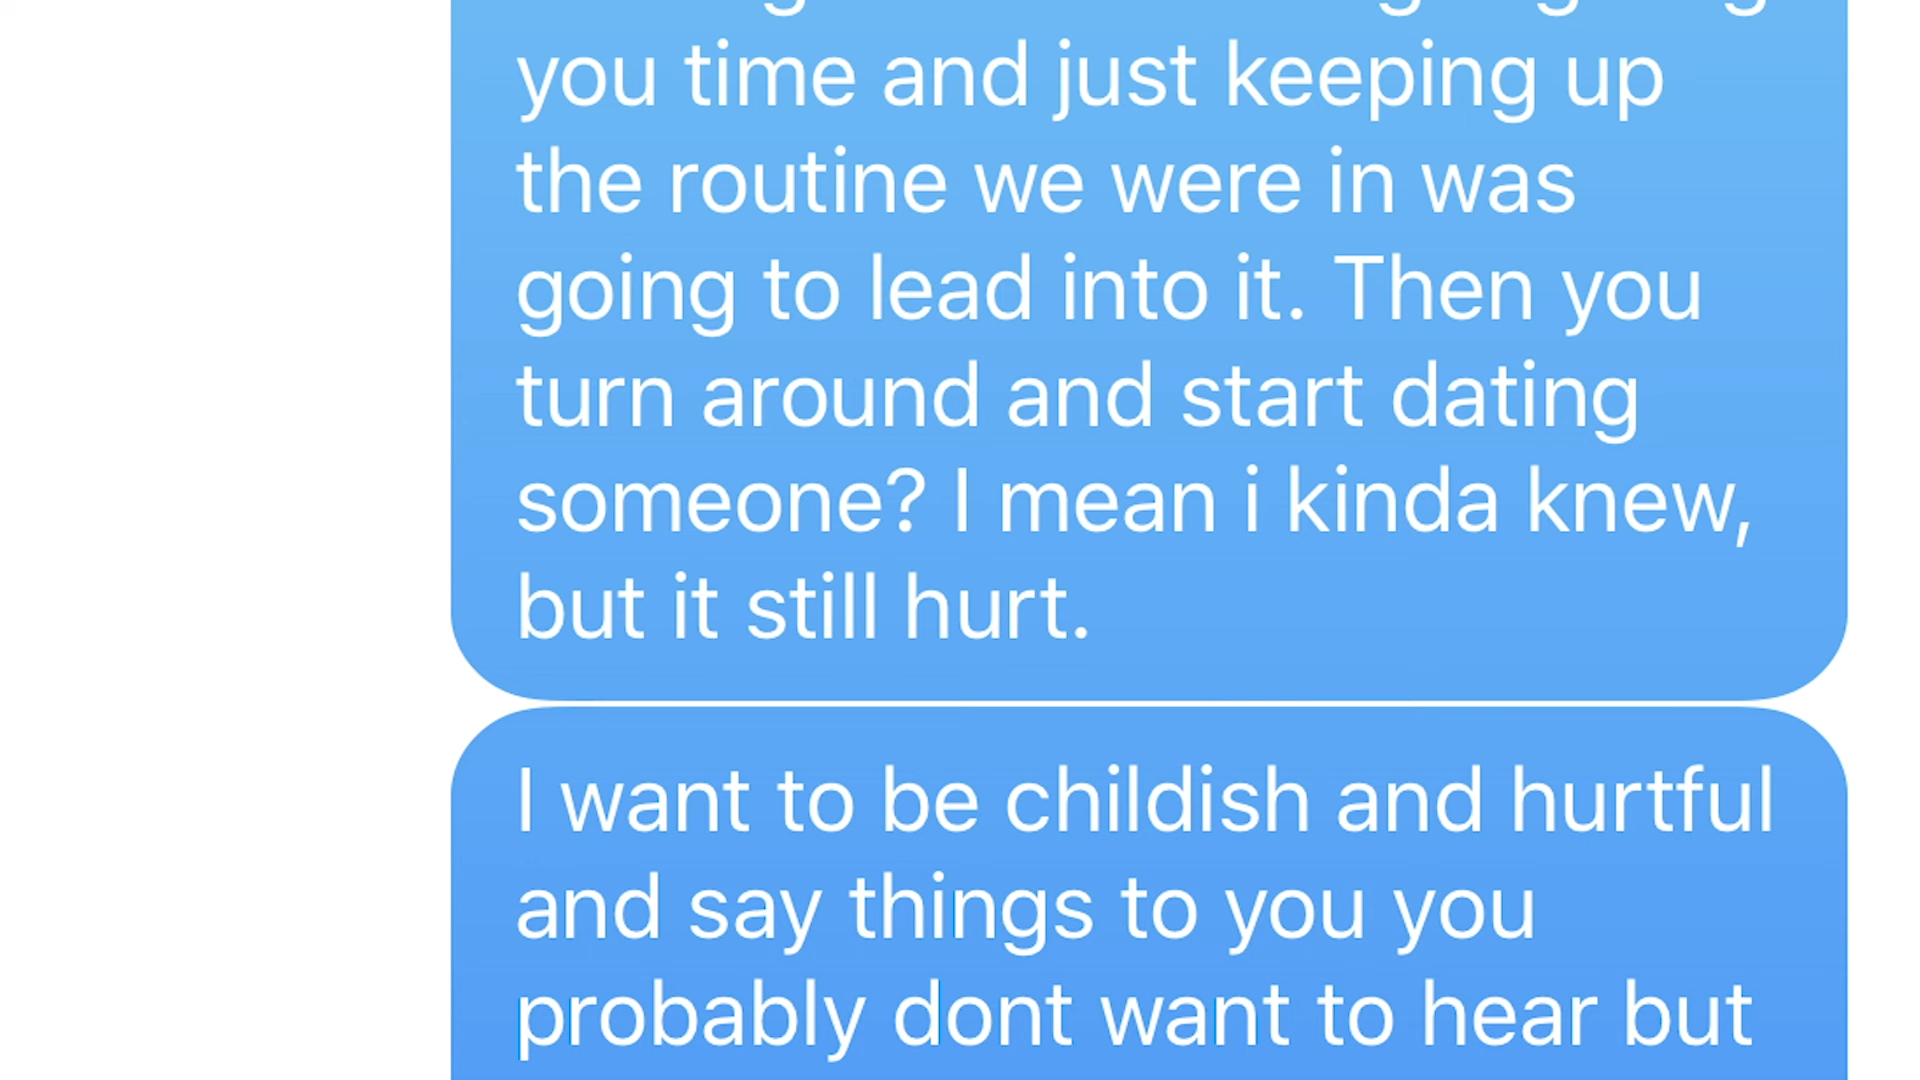 you time and just keeping up
the routine we were in was
going to lead into it. Then you
turn around and start dating
someone? I mean i kinda knew,
but it still hurt.
I want to be childish and hurtful
and say things to you you
probably dont want to hear but